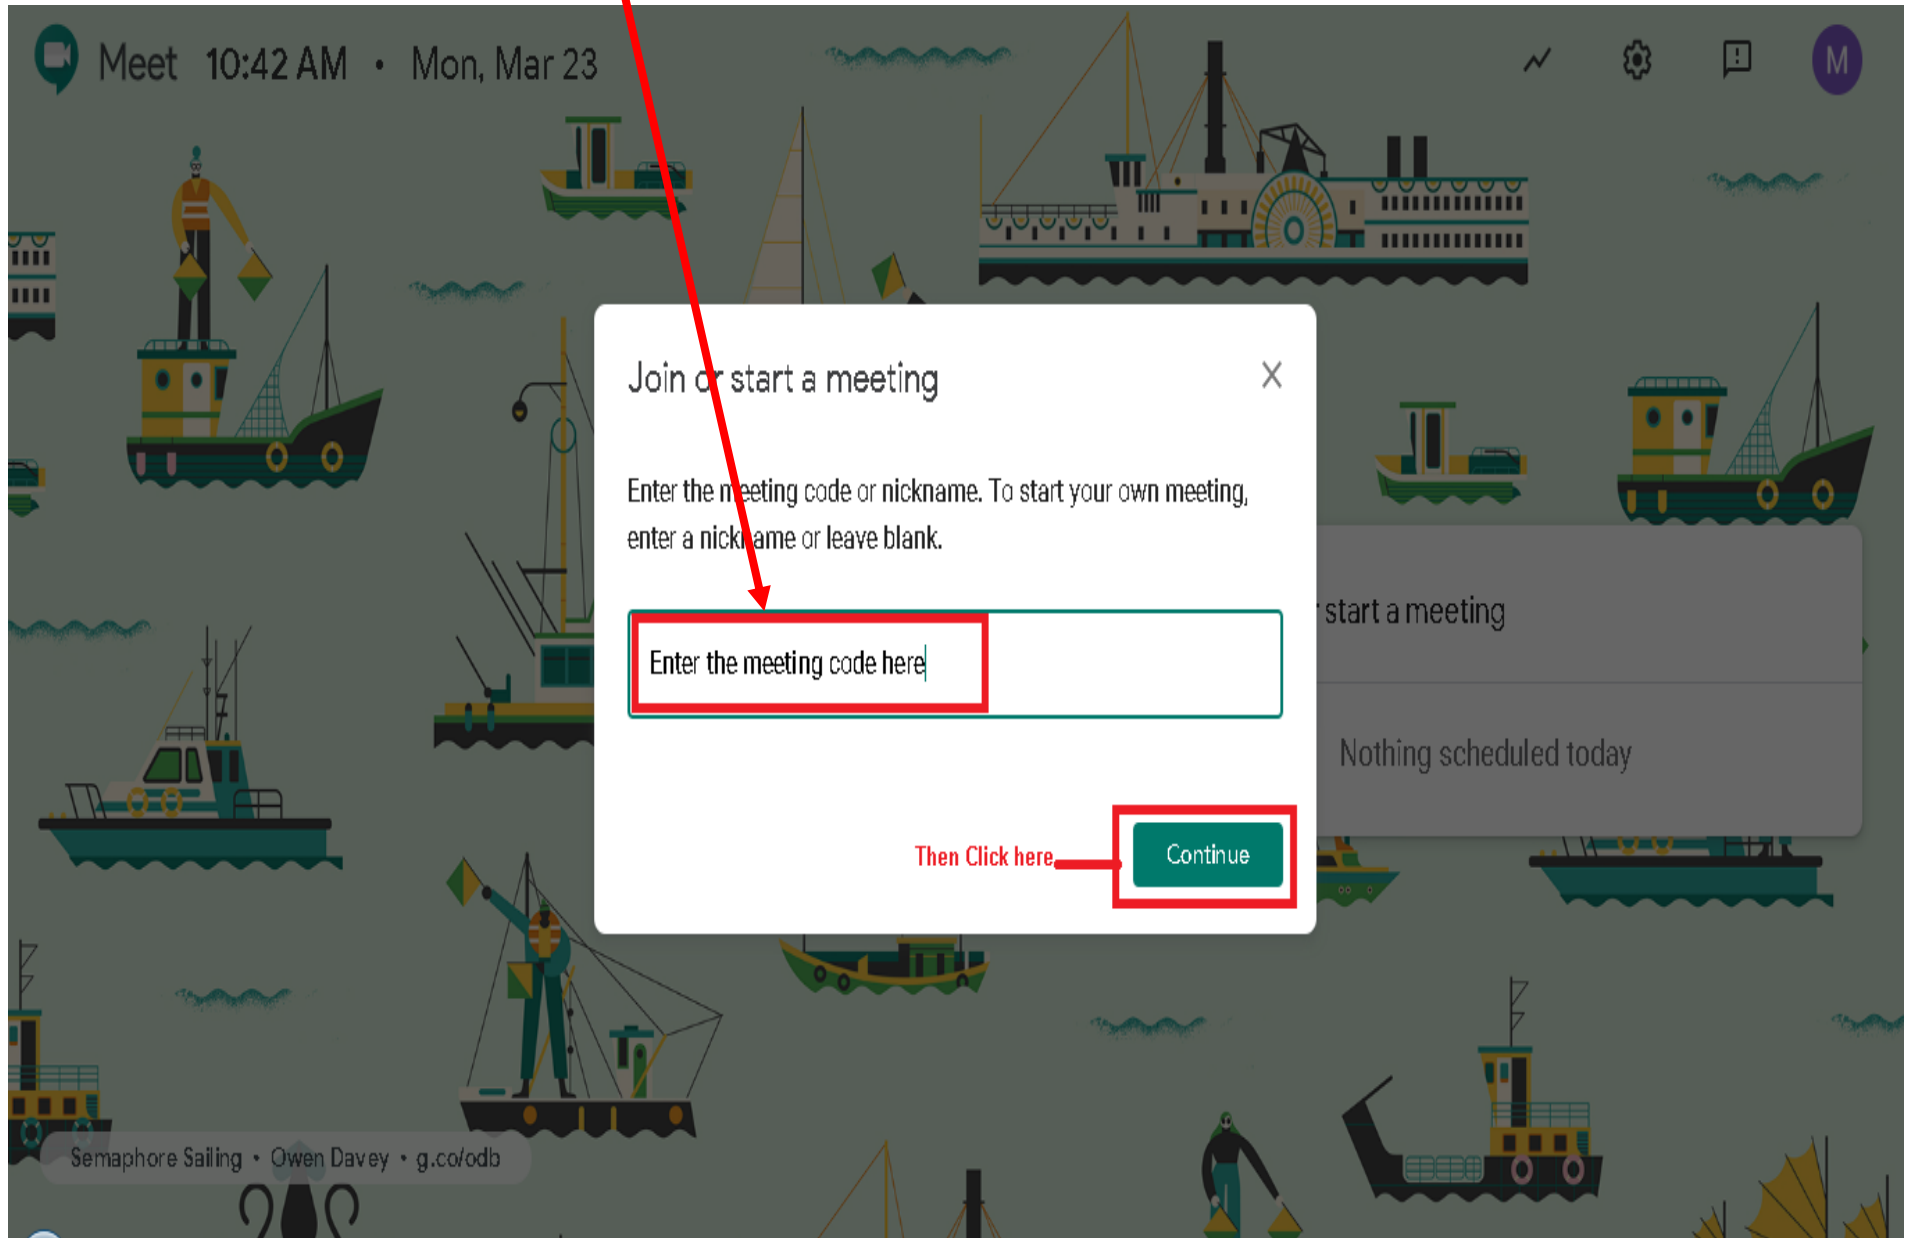 Meet 10:42 AM • Mon, Mar 23
M
Join or start a meeting
Enter the meeting code or nickname. To start your own meeting,
enter a nickname or leave blank.
start a meeting
Enter the meeting code here
Nothing scheduled today
Then Click here
Continue
Semaphore Sailing • Owen Davey • g.co/odb